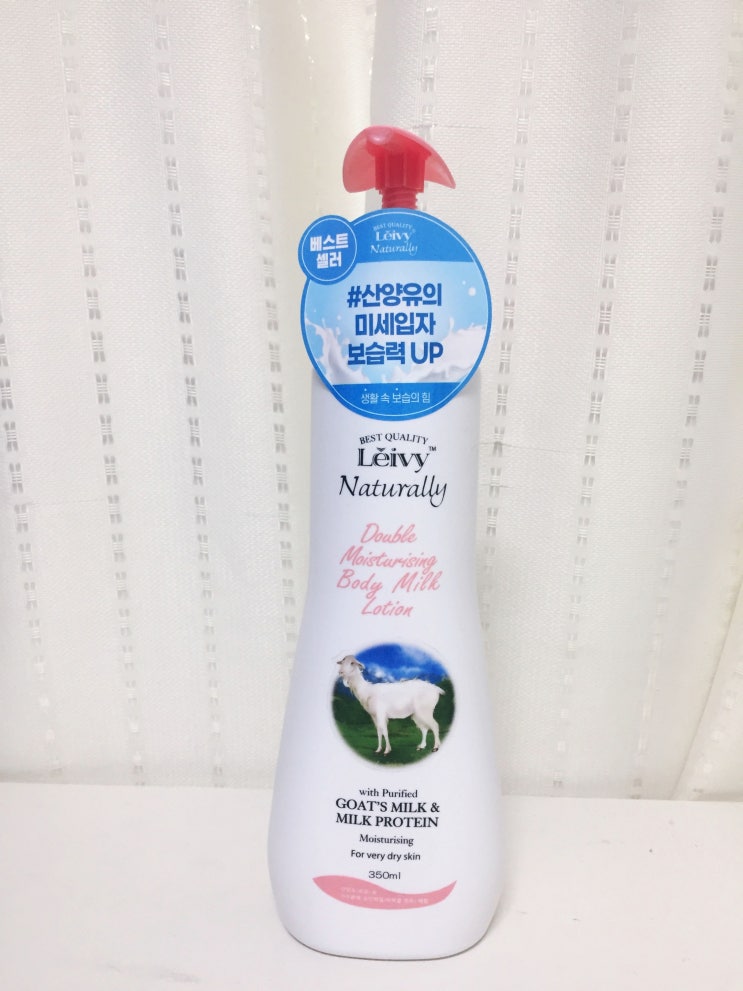 베스트
셀러
BEST QUALITY
Lěivy
Naturally
#산양유의
미세입자
보습력 UP
생활 속 보습의 힘
BEST QUALITY
Lěivy™
Naturally
Double
Moisturising
Body Milk
Lotion
with Purified
GOAT'S MILK &
MILK PROTEIN
Moisturising
For very dry skin
350ml